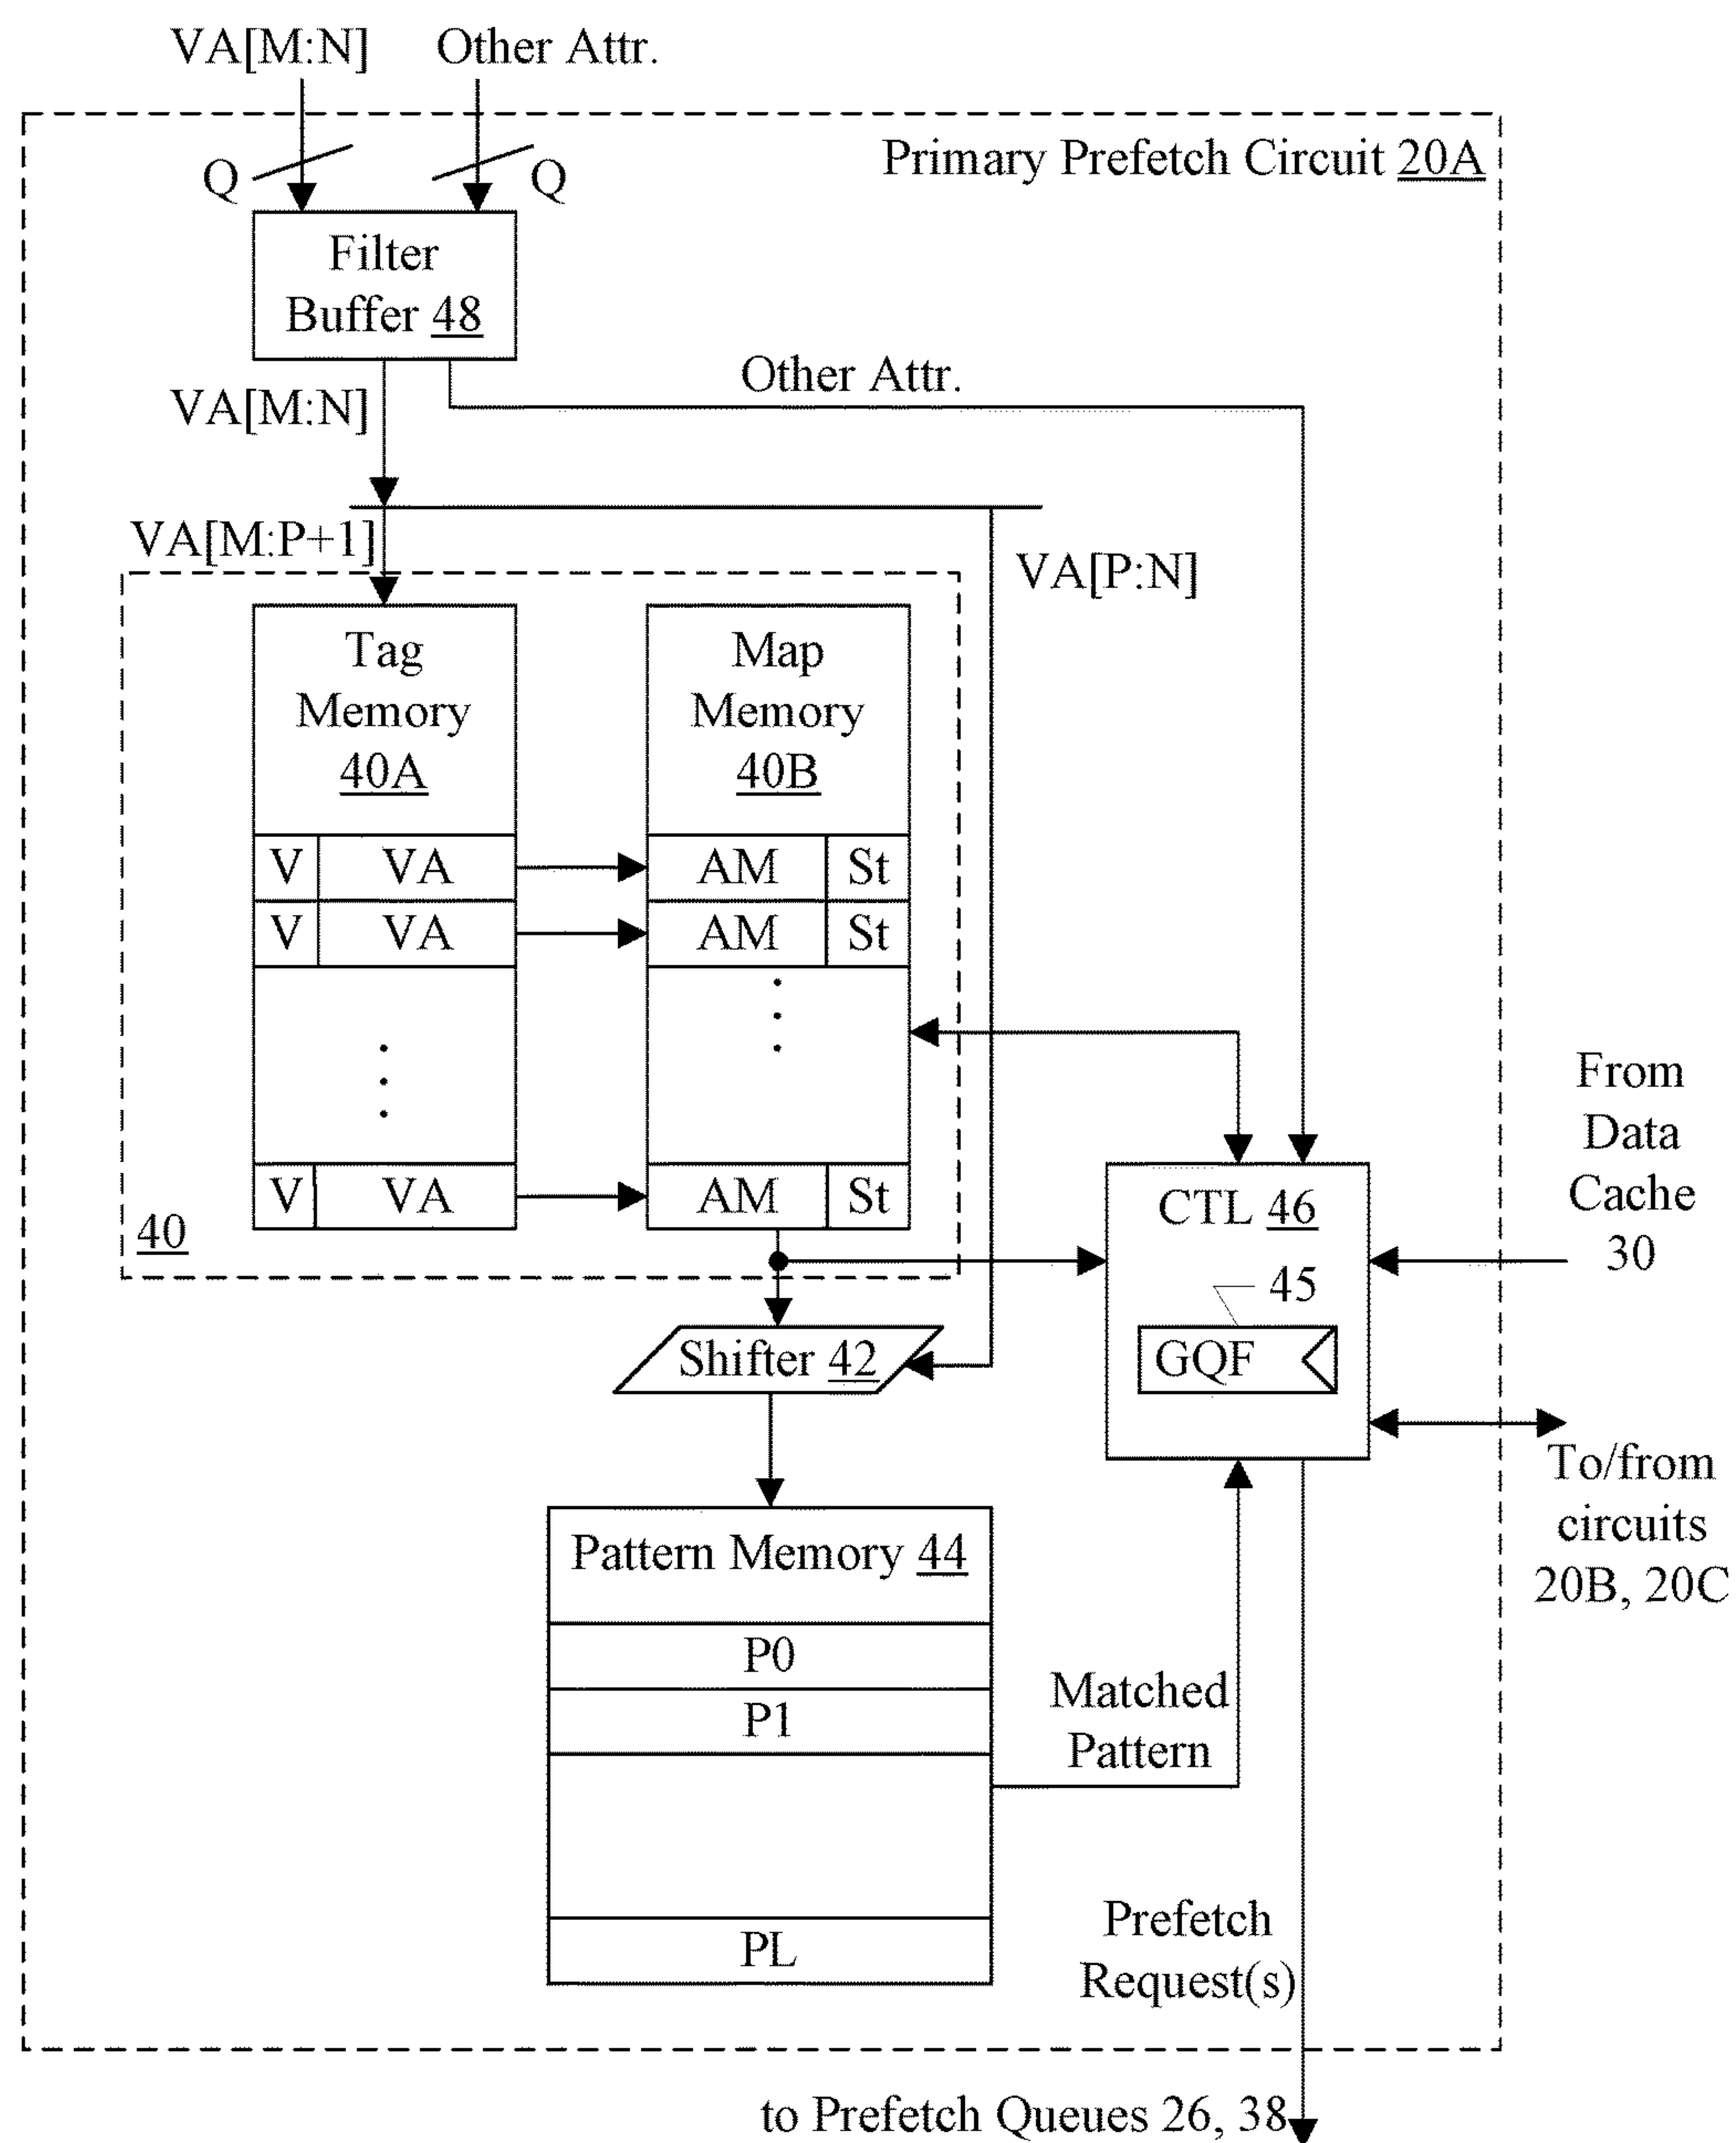 VA[M:N] Other Attr.
Primary Prefetch Circuit 20A
Q Q
Filter
Buffer 48
Other Attr.
VA[M:N]
VA[M:P+1]
VA[P:N]
Tag
Memory
40A
Map
Memory
40B
V VA AM St
V VA AM St
V VA AM St
40
From
Data
Cache
30
CTL 46
45
GQF
Shifter 42
To/from
circuits
20B, 20C
Pattern Memory 44
P0
P1
PL
Matched
Pattern
Prefetch
Request(s)
to Prefetch Queues 26, 38